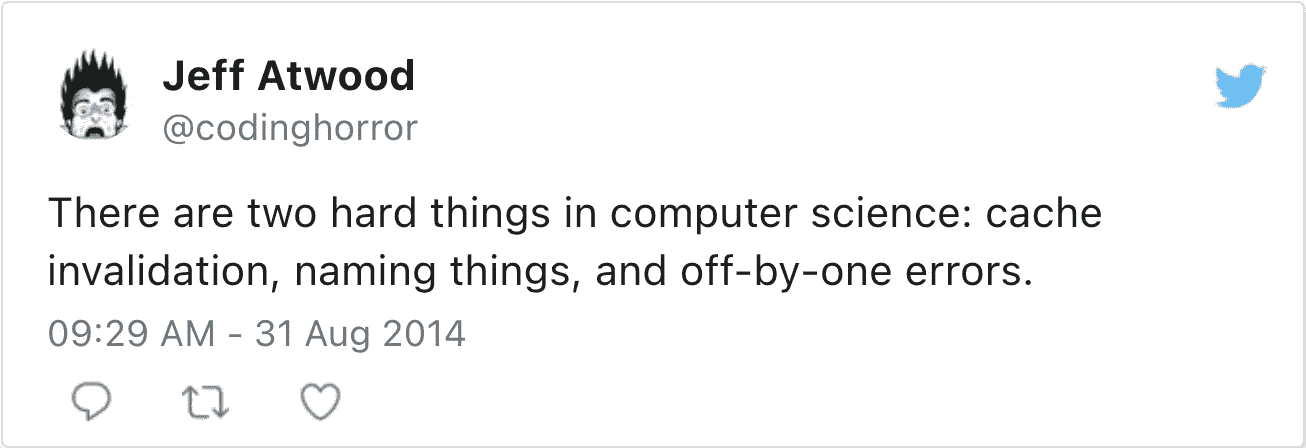 Jeff Atwood
@codinghorror
There are two hard things in computer science: cache
invalidation, naming things, and off-by-one errors.
09:29 AM - 31 Aug 2014